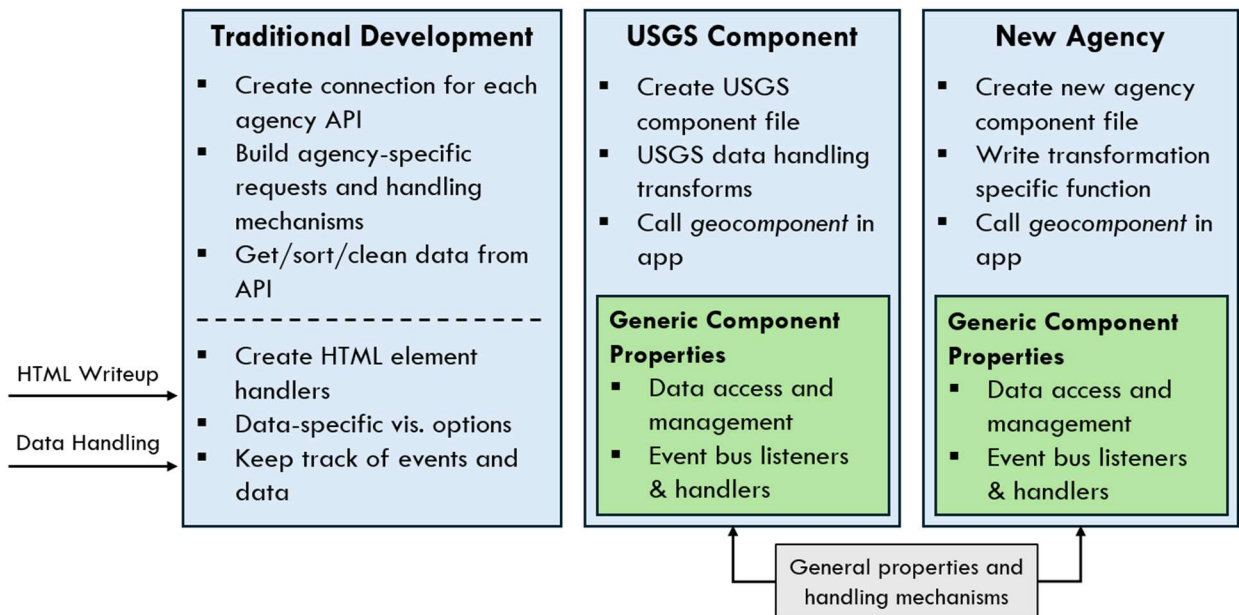 Traditional Development
▪ Create connection for each
agency API
▪ Build agency-specific
requests and handling
mechanisms
▪ Get/sort/clean data from
API
▪ Create HTML element
handlers
▪ Data-specific vis. options
▪ Keep track of events and
data
HTML Writeup
Data Handling
USGS Component
▪ Create USGS
component file
▪ USGS data handling
transforms
▪ Call geocomponent in
app
Generic Component
Properties
▪ Data access and
management
▪ Event bus listeners
& handlers
New Agency
▪ Create new agency
component file
▪ Write transformation
specific function
▪ Call geocomponent in
app
Generic Component
Properties
▪ Data access and
management
▪ Event bus listeners
& handlers
General properties and
handling mechanisms